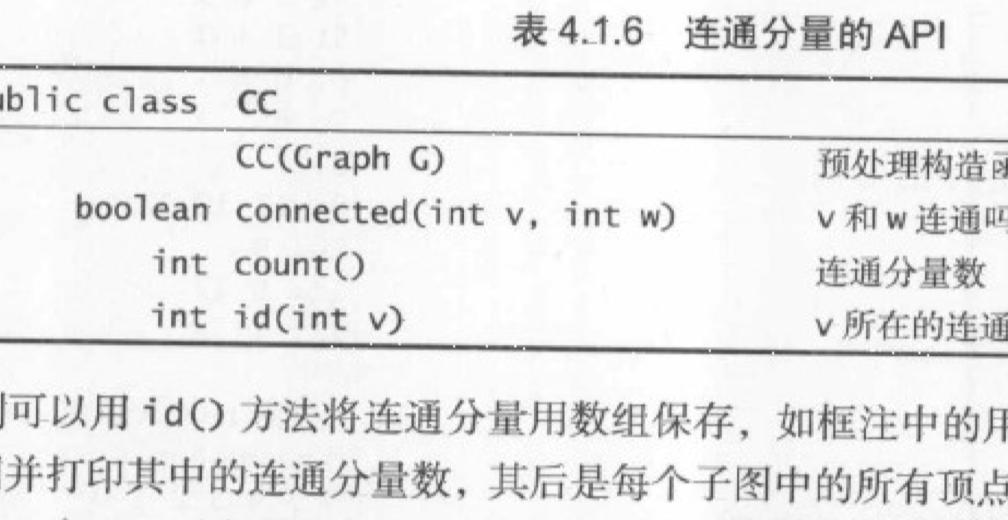 表 4.1.6 连通分量的 API
public class CC
CC(Graph G) 预处理构造函
boolean connected(int v, int w) v 和 w 连通吗
int count() 连通分量数
int id(int v) v 所在的连通
可以用 id() 方法将连通分量用数组保存，如框注中的用
并打印其中的连通分量数，其后是每个子图中的所有顶点